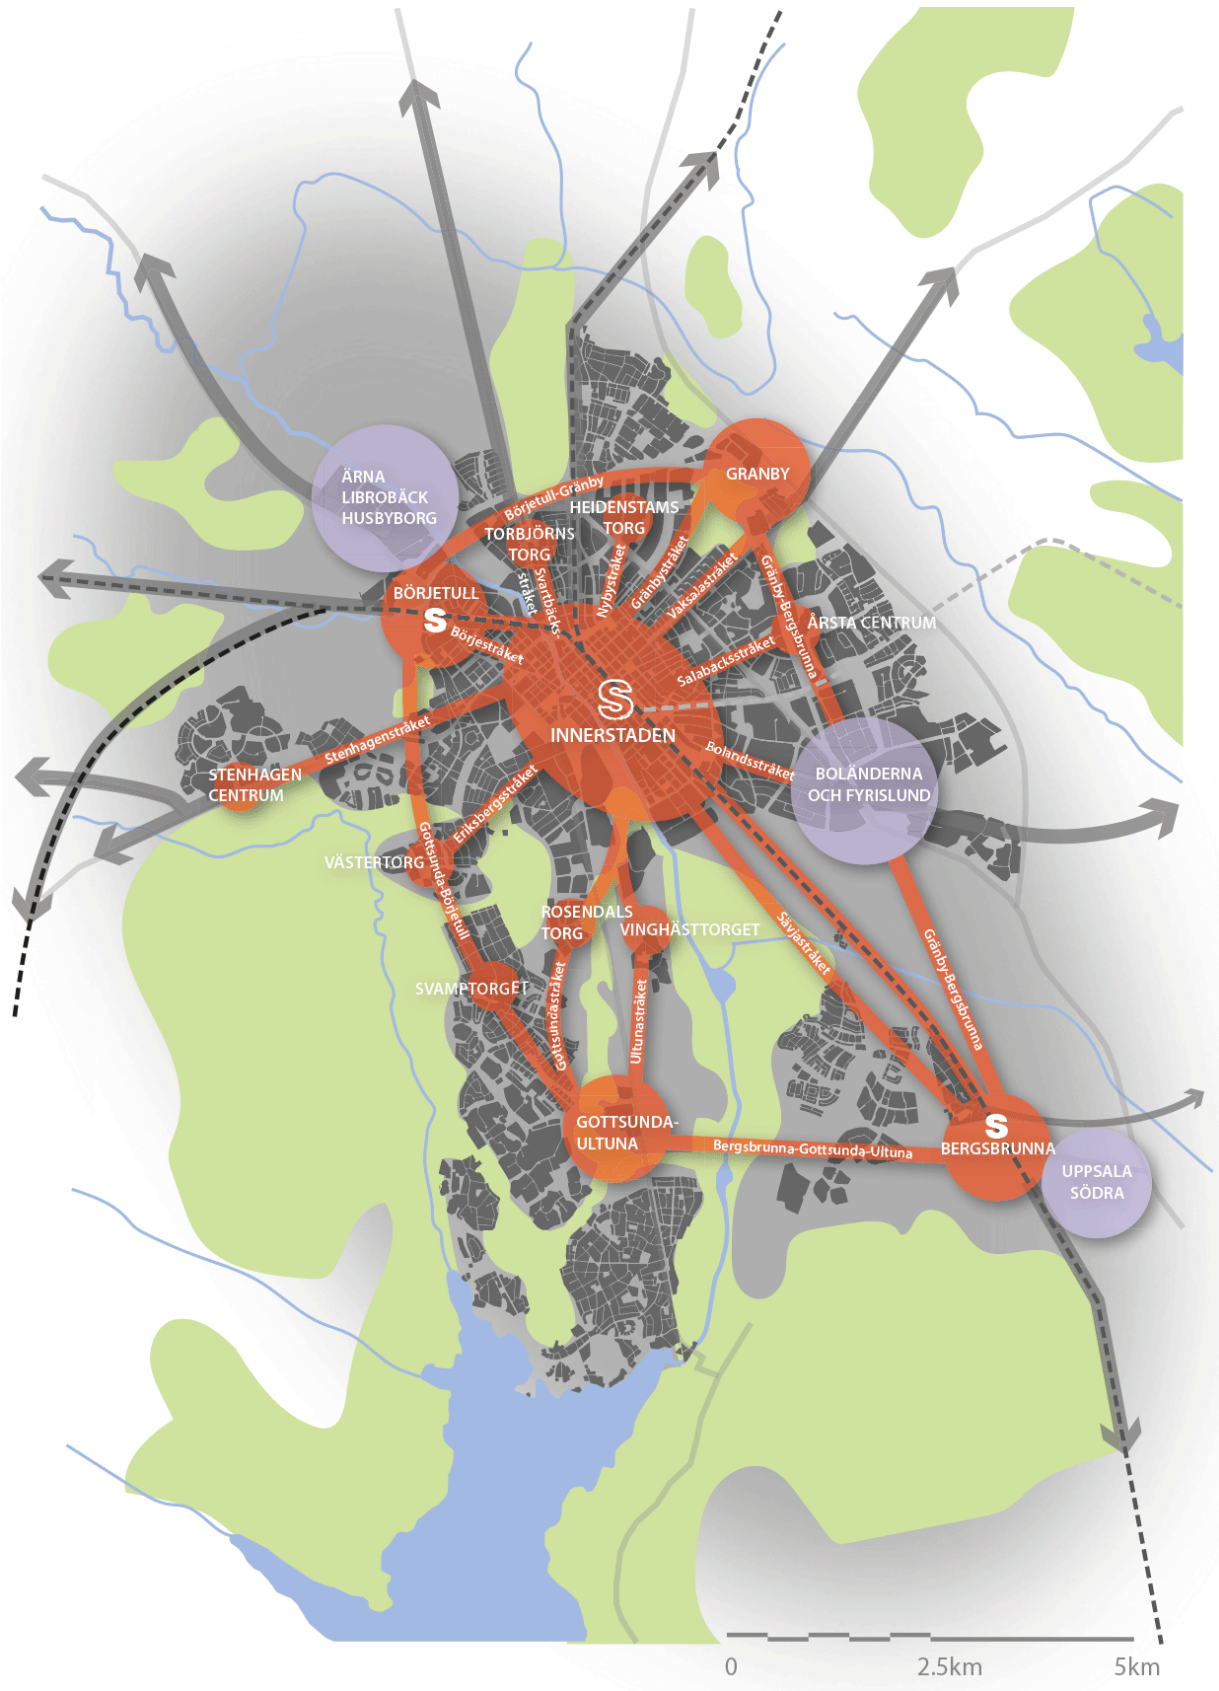 ÄRNA
LIBROBÄCK
HUSBYBORG
GRANBY
Börjetull-Gränby
HEIDENSTAMS
TORG
TORBJÖRNS
TORG
Svartbäcks-
stråket
Nybystråket
Gränbystråket
Vaksalastråket
Gränby-Bergsbrunna
BÖRJETULL
S
Börjestråket
ÅRSTA CENTRUM
Salabacksstråket
S
INNERSTADEN
Stenhagenstråket
STENHAGEN
CENTRUM
Bolandsstråket
BOLÄNDERNA
OCH FYRISLUND
Eriksbergsstråket
VÄSTERTORG
Gottsunda-Börjetull
ROSENDALS
TORG
VINGHÄSTTORGET
Sävjastråket
Gränby-Bergsbrunna
SVAMPTORGET
Gottsundastråket
Ultunastråket
GOTTSUNDA-
ULTUNA
Bergsbrunna-Gottsunda-Ultuna
S
BERGSBRUNNA
UPPSALA
SÖDRA
0 2.5km 5km